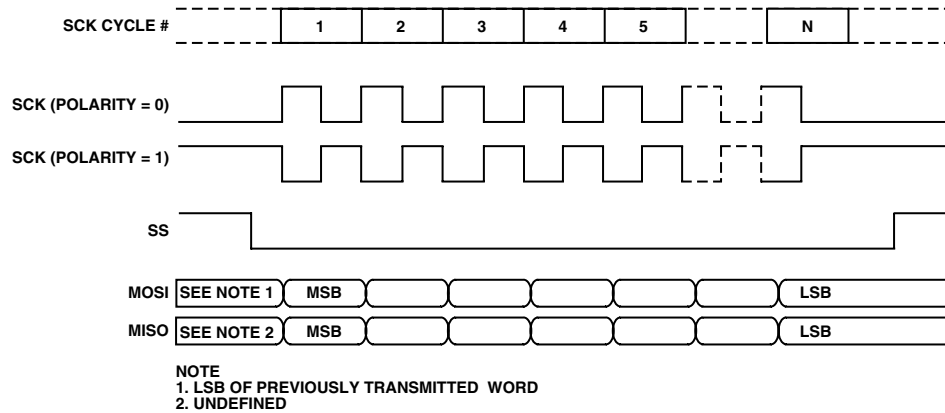 SCK CYCLE # 1 2 3 4 5 N
SCK (POLARITY = 0)
SCK (POLARITY = 1)
SS
MOSI SEE NOTE 1 MSB LSB
MISO SEE NOTE 2 MSB LSB
NOTE
1. LSB OF PREVIOUSLY TRANSMITTED WORD
2. UNDEFINED